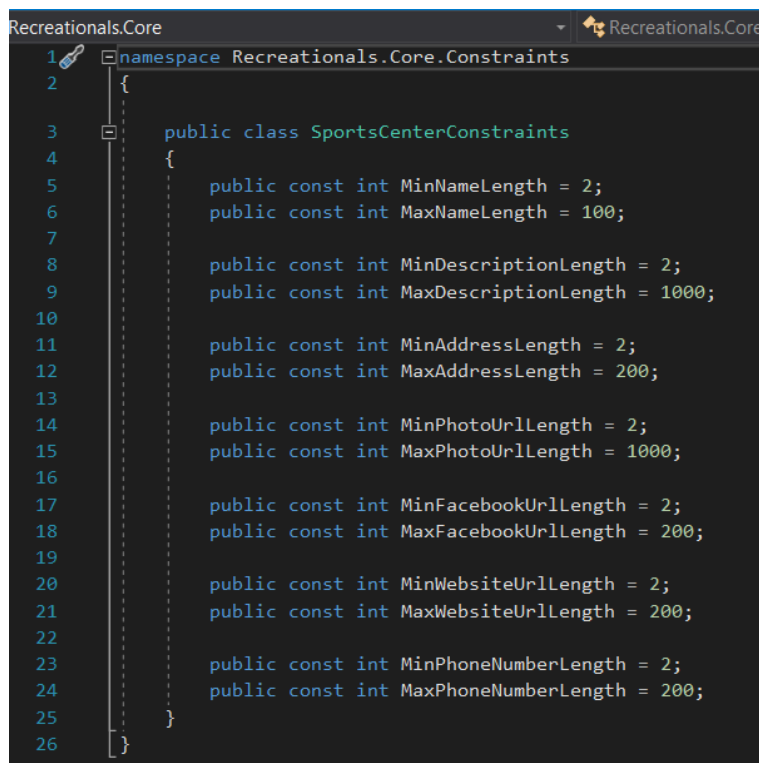 Recreationals.Core Recreationals.Core
1 namespace Recreationals.Core.Constraints
2 {
3 public class SportsCenterConstraints
4 {
5 public const int MinNameLength = 2;
6 public const int MaxNameLength = 100;
7
8 public const int MinDescriptionLength = 2;
9 public const int MaxDescriptionLength = 1000;
10
11 public const int MinAddressLength = 2;
12 public const int MaxAddressLength = 200;
13
14 public const int MinPhotoUrlLength = 2;
15 public const int MaxPhotoUrlLength = 1000;
16
17 public const int MinFacebookUrlLength = 2;
18 public const int MaxFacebookUrlLength = 200;
19
20 public const int MinWebsiteUrlLength = 2;
21 public const int MaxWebsiteUrlLength = 200;
22
23 public const int MinPhoneNumberLength = 2;
24 public const int MaxPhoneNumberLength = 200;
25 }
26 }